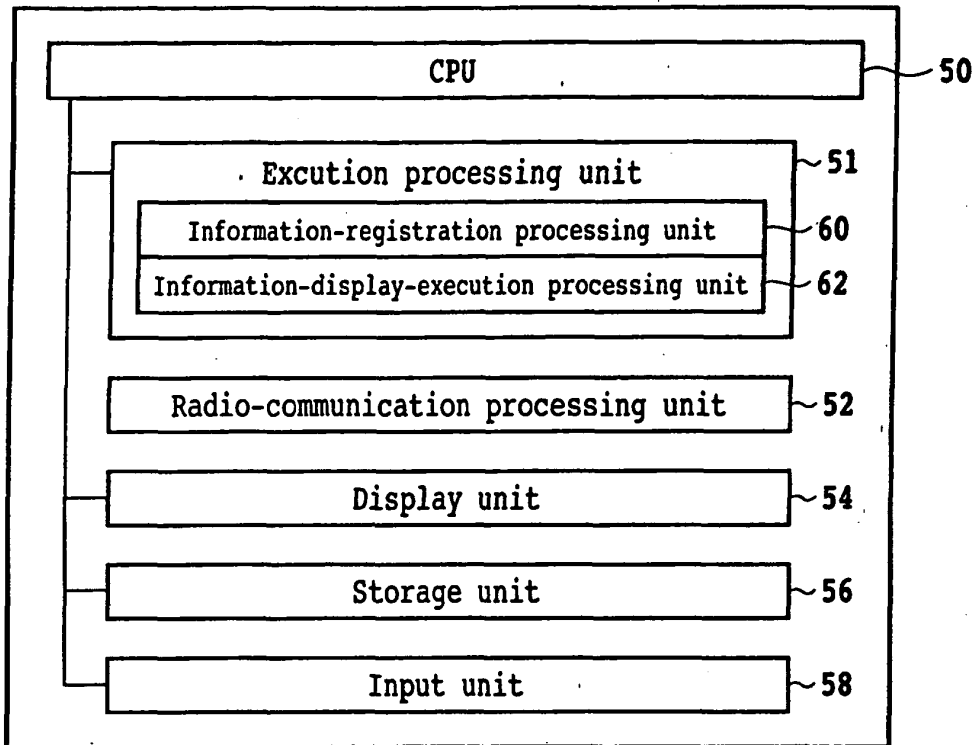 CPU 50
Excution processing unit 51
Information-registration processing unit 60
Information-display-execution processing unit 62
Radio-communication processing unit 52
Display unit 54
Storage unit 56
Input unit 58